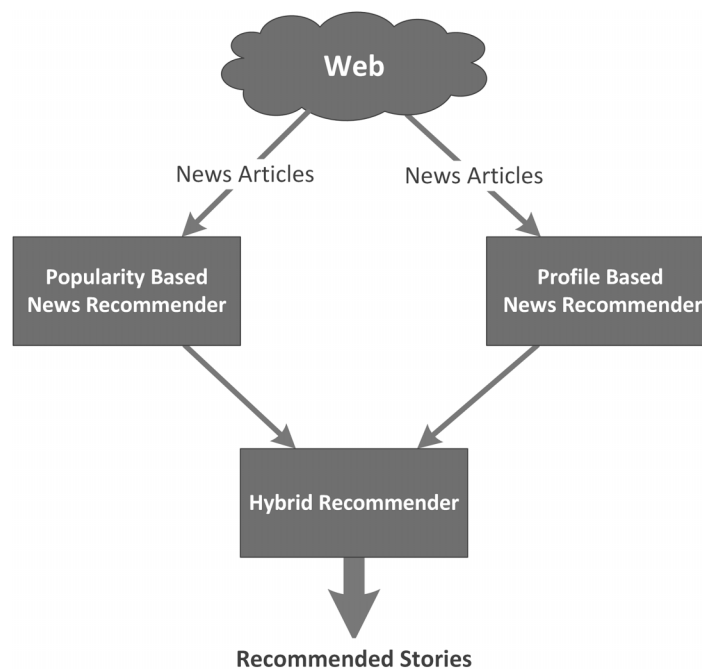 Web
News Articles
News Articles
Popularity Based
News Recommender
Profile Based
News Recommender
Hybrid Recommender
Recommended Stories